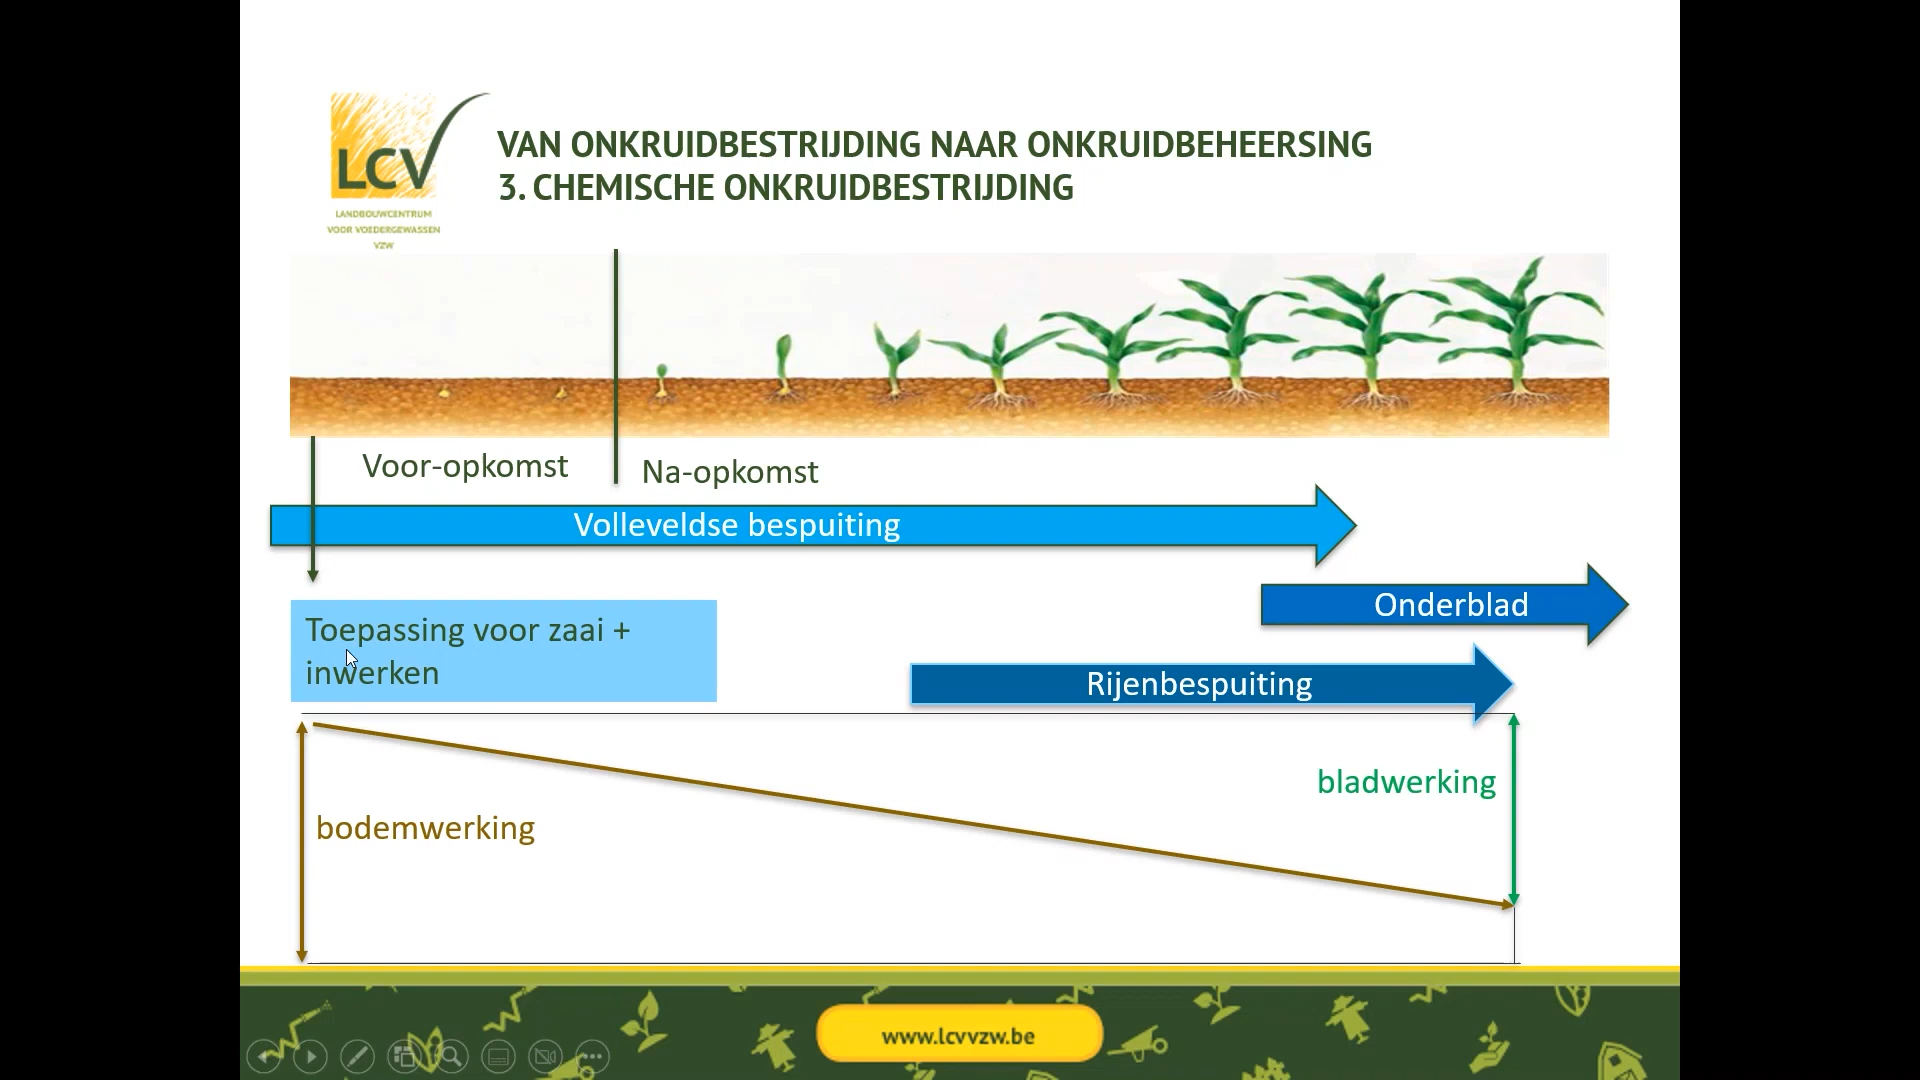 LCV
LANDBOUWCENTRUM
VOOR VOEDERGEWASSEN
VZW
VAN ONKRUIDBESTRIJDING NAAR ONKRUIDBEHEERSING
3. CHEMISCHE ONKRUIDBESTRIJDING
Voor-opkomst
Na-opkomst
Volleveldse bespuiting
Onderblad
Toepassing voor zaai +
inwerken
Rijenbespuiting
bladwerking
bodemwerking
www.lcvvzw.be